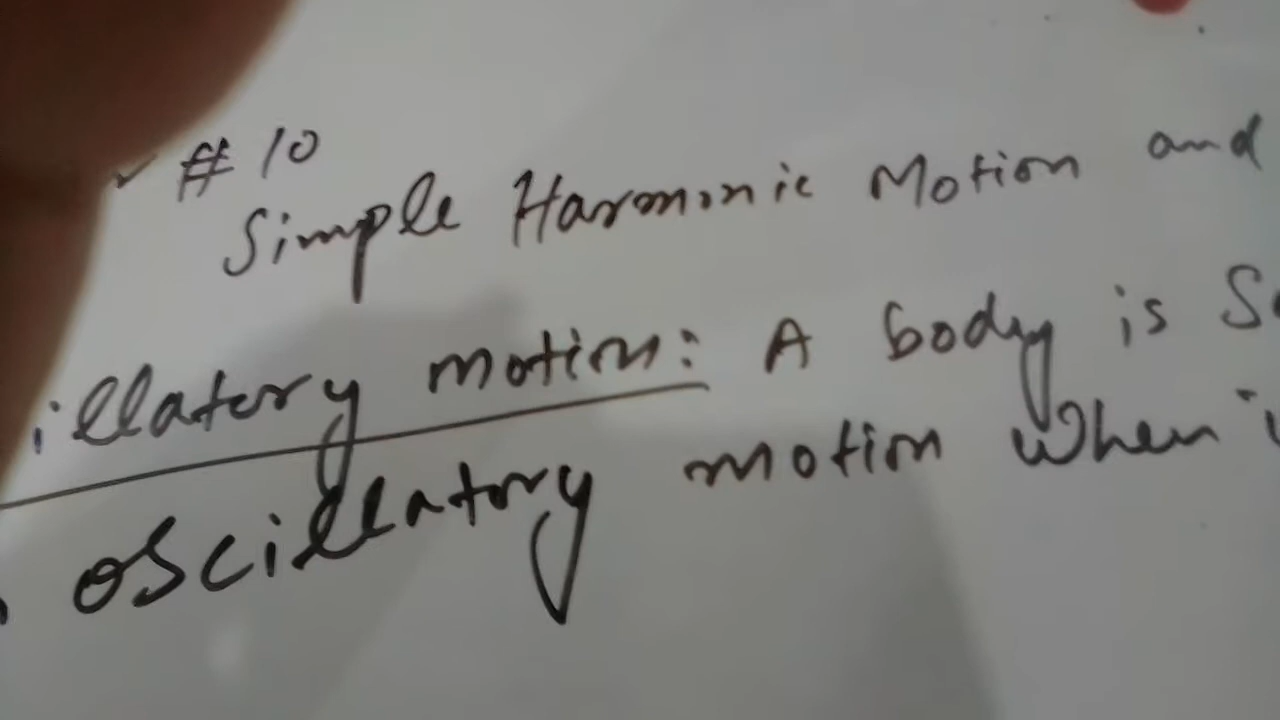 # 10
Simple Harmonic Motion and
illatory motion: A body is S
oscillatory motion when i